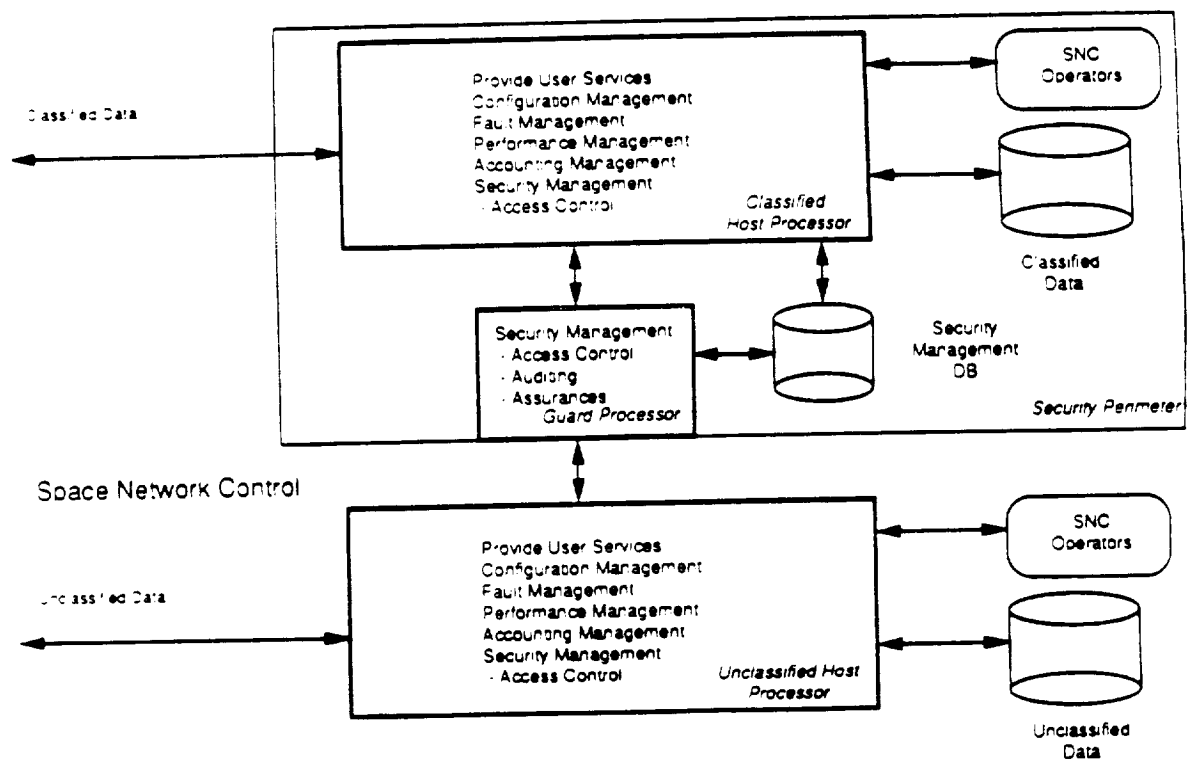 SNC
Operators
Provide User Services
Configuration Management
Fault Management
Performance Management
Accounting Management
Security Management
- Access Control
Classified
Host Processor
Classified Data
Classified
Data
Security Management
- Access Control
- Auditing
- Assurances
Guard Processor
Security
Management
DB
Security Perimeter
Space Network Control
SNC
Operators
Provide User Services
Configuration Management
Fault Management
Performance Management
Accounting Management
Security Management
- Access Control
Unclassified Host
Processor
Unclassified Data
Unclassified
Data